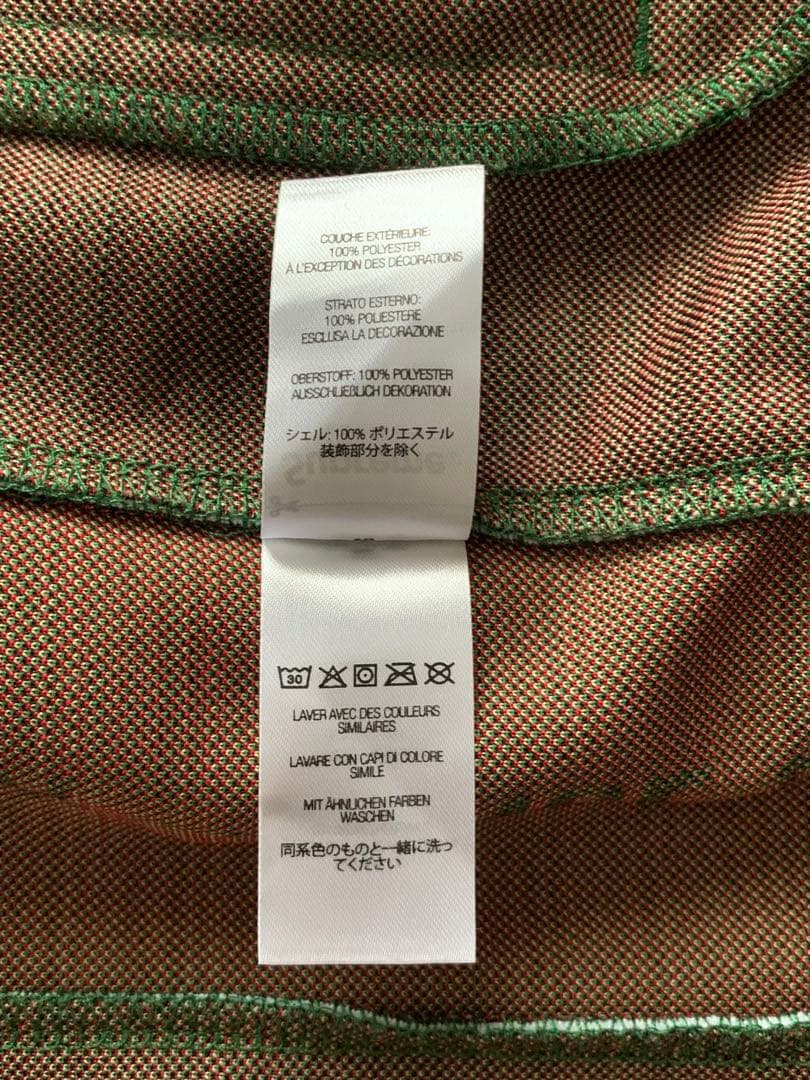 COUCHE EXTÉRIEURE:
100% POLYESTER
À L'EXCEPTION DES DÉCORATIONS
STRATO ESTERNO:
100% POLIESTERE
ESCLUSA LA DECORAZIONE
OBERSTOFF: 100% POLYESTER
AUSSCHLIEẞLICH DEKORATION
シェル: 100% ポリエステル
装飾部分を除く
30
LAVER AVEC DES COULEURS
SIMILAIRES
LAVARE CON CAPI DI COLORE
SIMILE
MIT ÄHNLICHEN FARBEN
WASCHEN
同系色のものと一緒に洗っ
てください